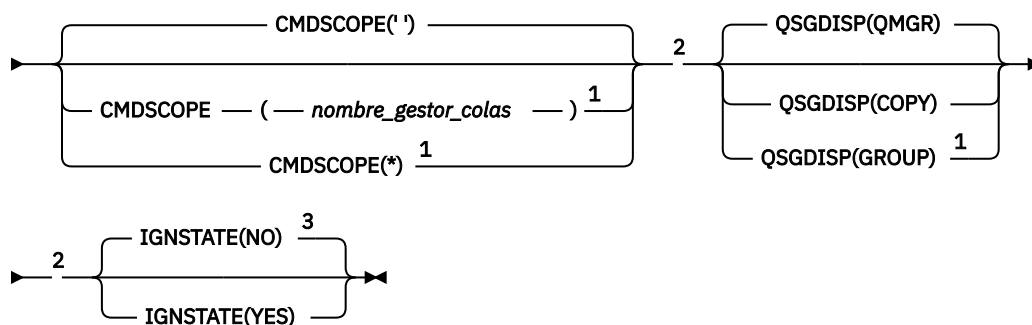 CMDSCOPE(' ')
2
CMDSCOPE ( nombre_gestor_colas ) 1
CMDSCOPE(*) 1
QSGDISP(QMGR)
QSGDISP(COPY)
QSGDISP(GROUP) 1
2
IGNSTATE(NO) 3
IGNSTATE(YES)